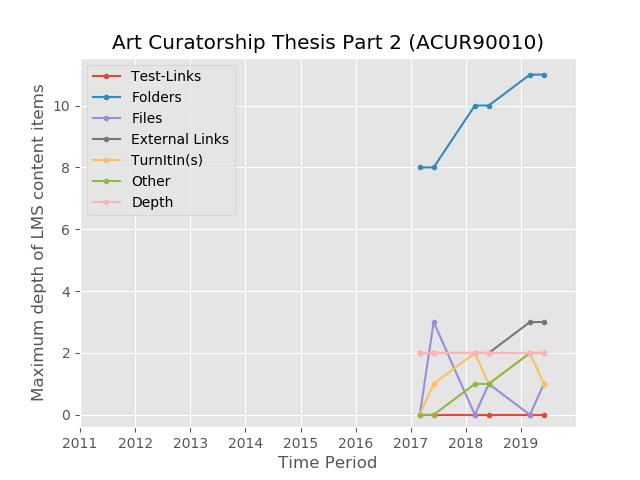 Art Curatorship Thesis Part 2 (ACUR90010)
Test-Links
Folders
Files
External Links
TurnItIn(s)
Other
Depth
Maximum depth of LMS content items
10
8
6
4
2
0
2011 2012 2013 2014 2015 2016 2017 2018 2019
Time Period